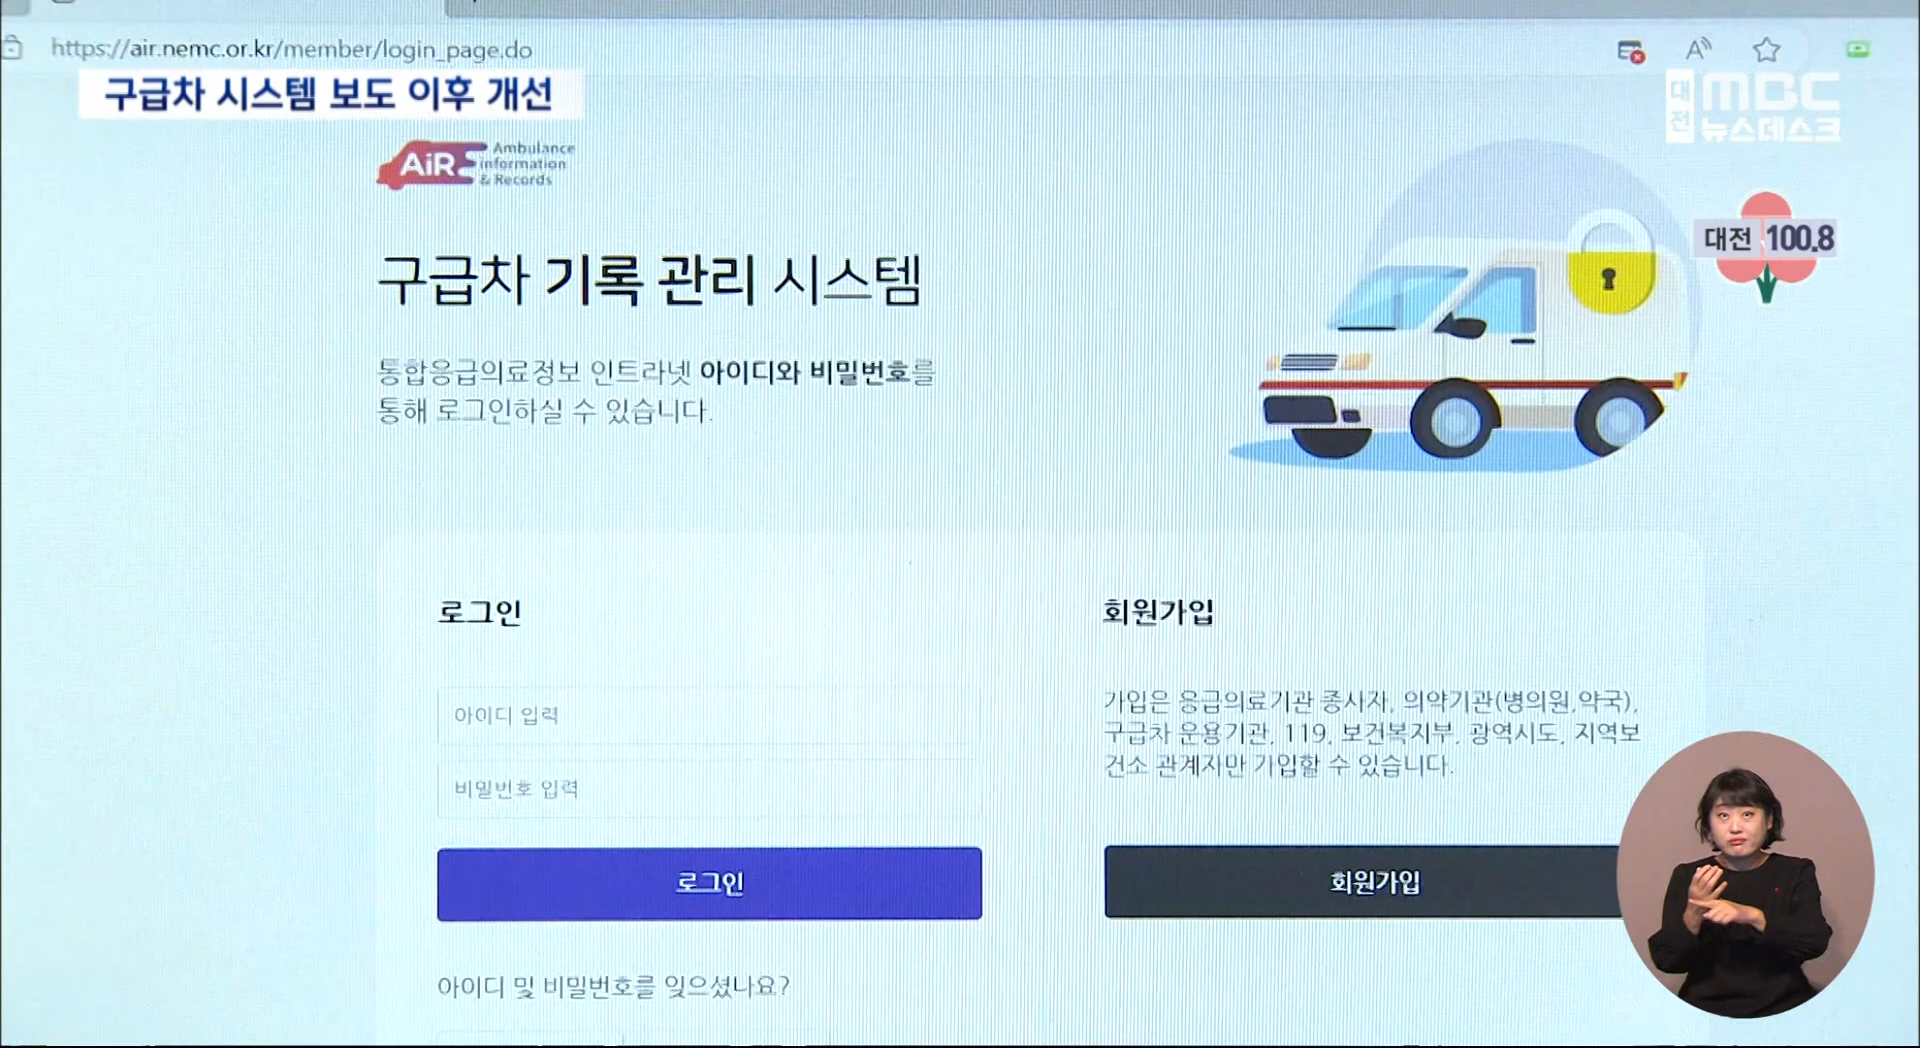 https://air.nemc.or.kr/member/login_page.do
구급차 시스템 보도 이후 개선
대전 MBC
뉴스데스크
AiR Ambulance
information
& Records
대전 100.8
구급차 기록 관리 시스템
통합응급의료정보 인트라넷 아이디와 비밀번호를
통해 로그인하실 수 있습니다.
로그인
아이디 입력
비밀번호 입력
로그인
아이디 및 비밀번호를 잊으셨나요?
회원가입
가입은 응급의료기관 종사자, 의약기관(병의원,약국),
구급차 운용기관, 119, 보건복지부, 광역시도, 지역보
건소 관계자만 가입할 수 있습니다.
회원가입